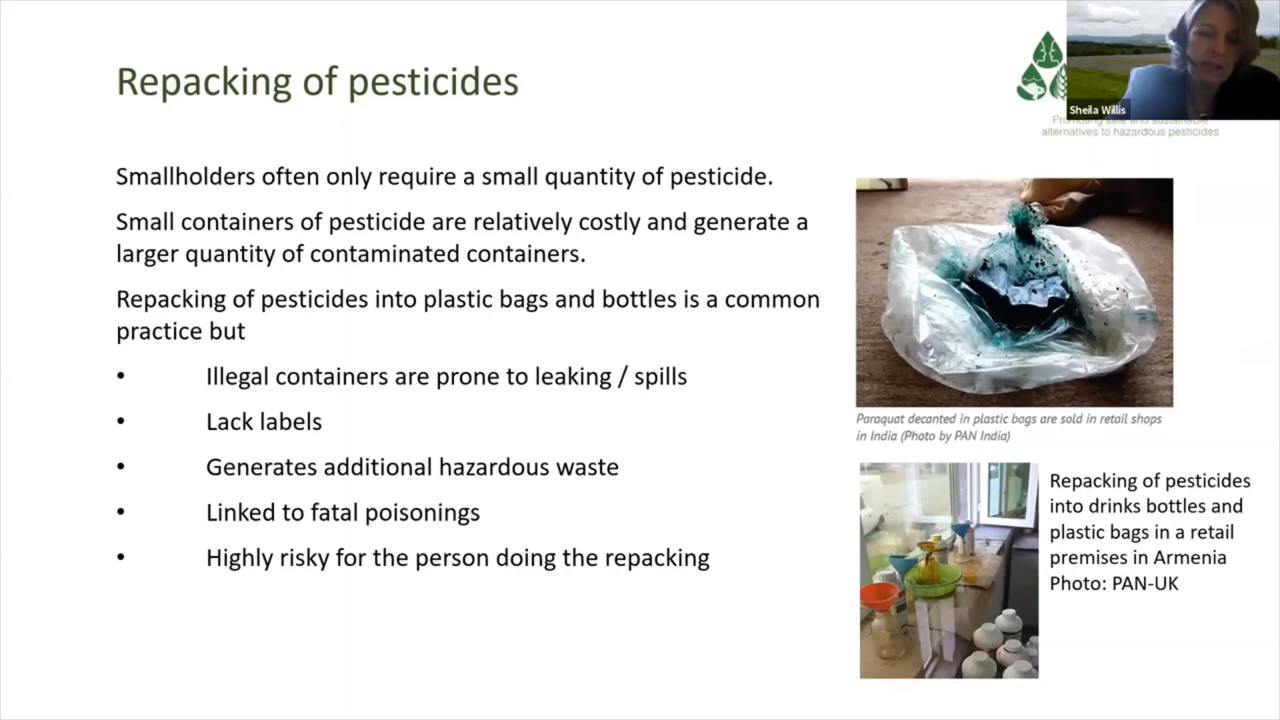 Repacking of pesticides
Sheila Willis
alternatives to hazardous pesticides
Smallholders often only require a small quantity of pesticide.
Small containers of pesticide are relatively costly and generate a
larger quantity of contaminated containers.
Repacking of pesticides into plastic bags and bottles is a common
practice but
• Illegal containers are prone to leaking / spills
• Lack labels
• Generates additional hazardous waste
• Linked to fatal poisonings
• Highly risky for the person doing the repacking
Paraquat decanted in plastic bags are sold in retail shops
in India (Photo by PAN India)
Repacking of pesticides
into drinks bottles and
plastic bags in a retail
premises in Armenia
Photo: PAN-UK